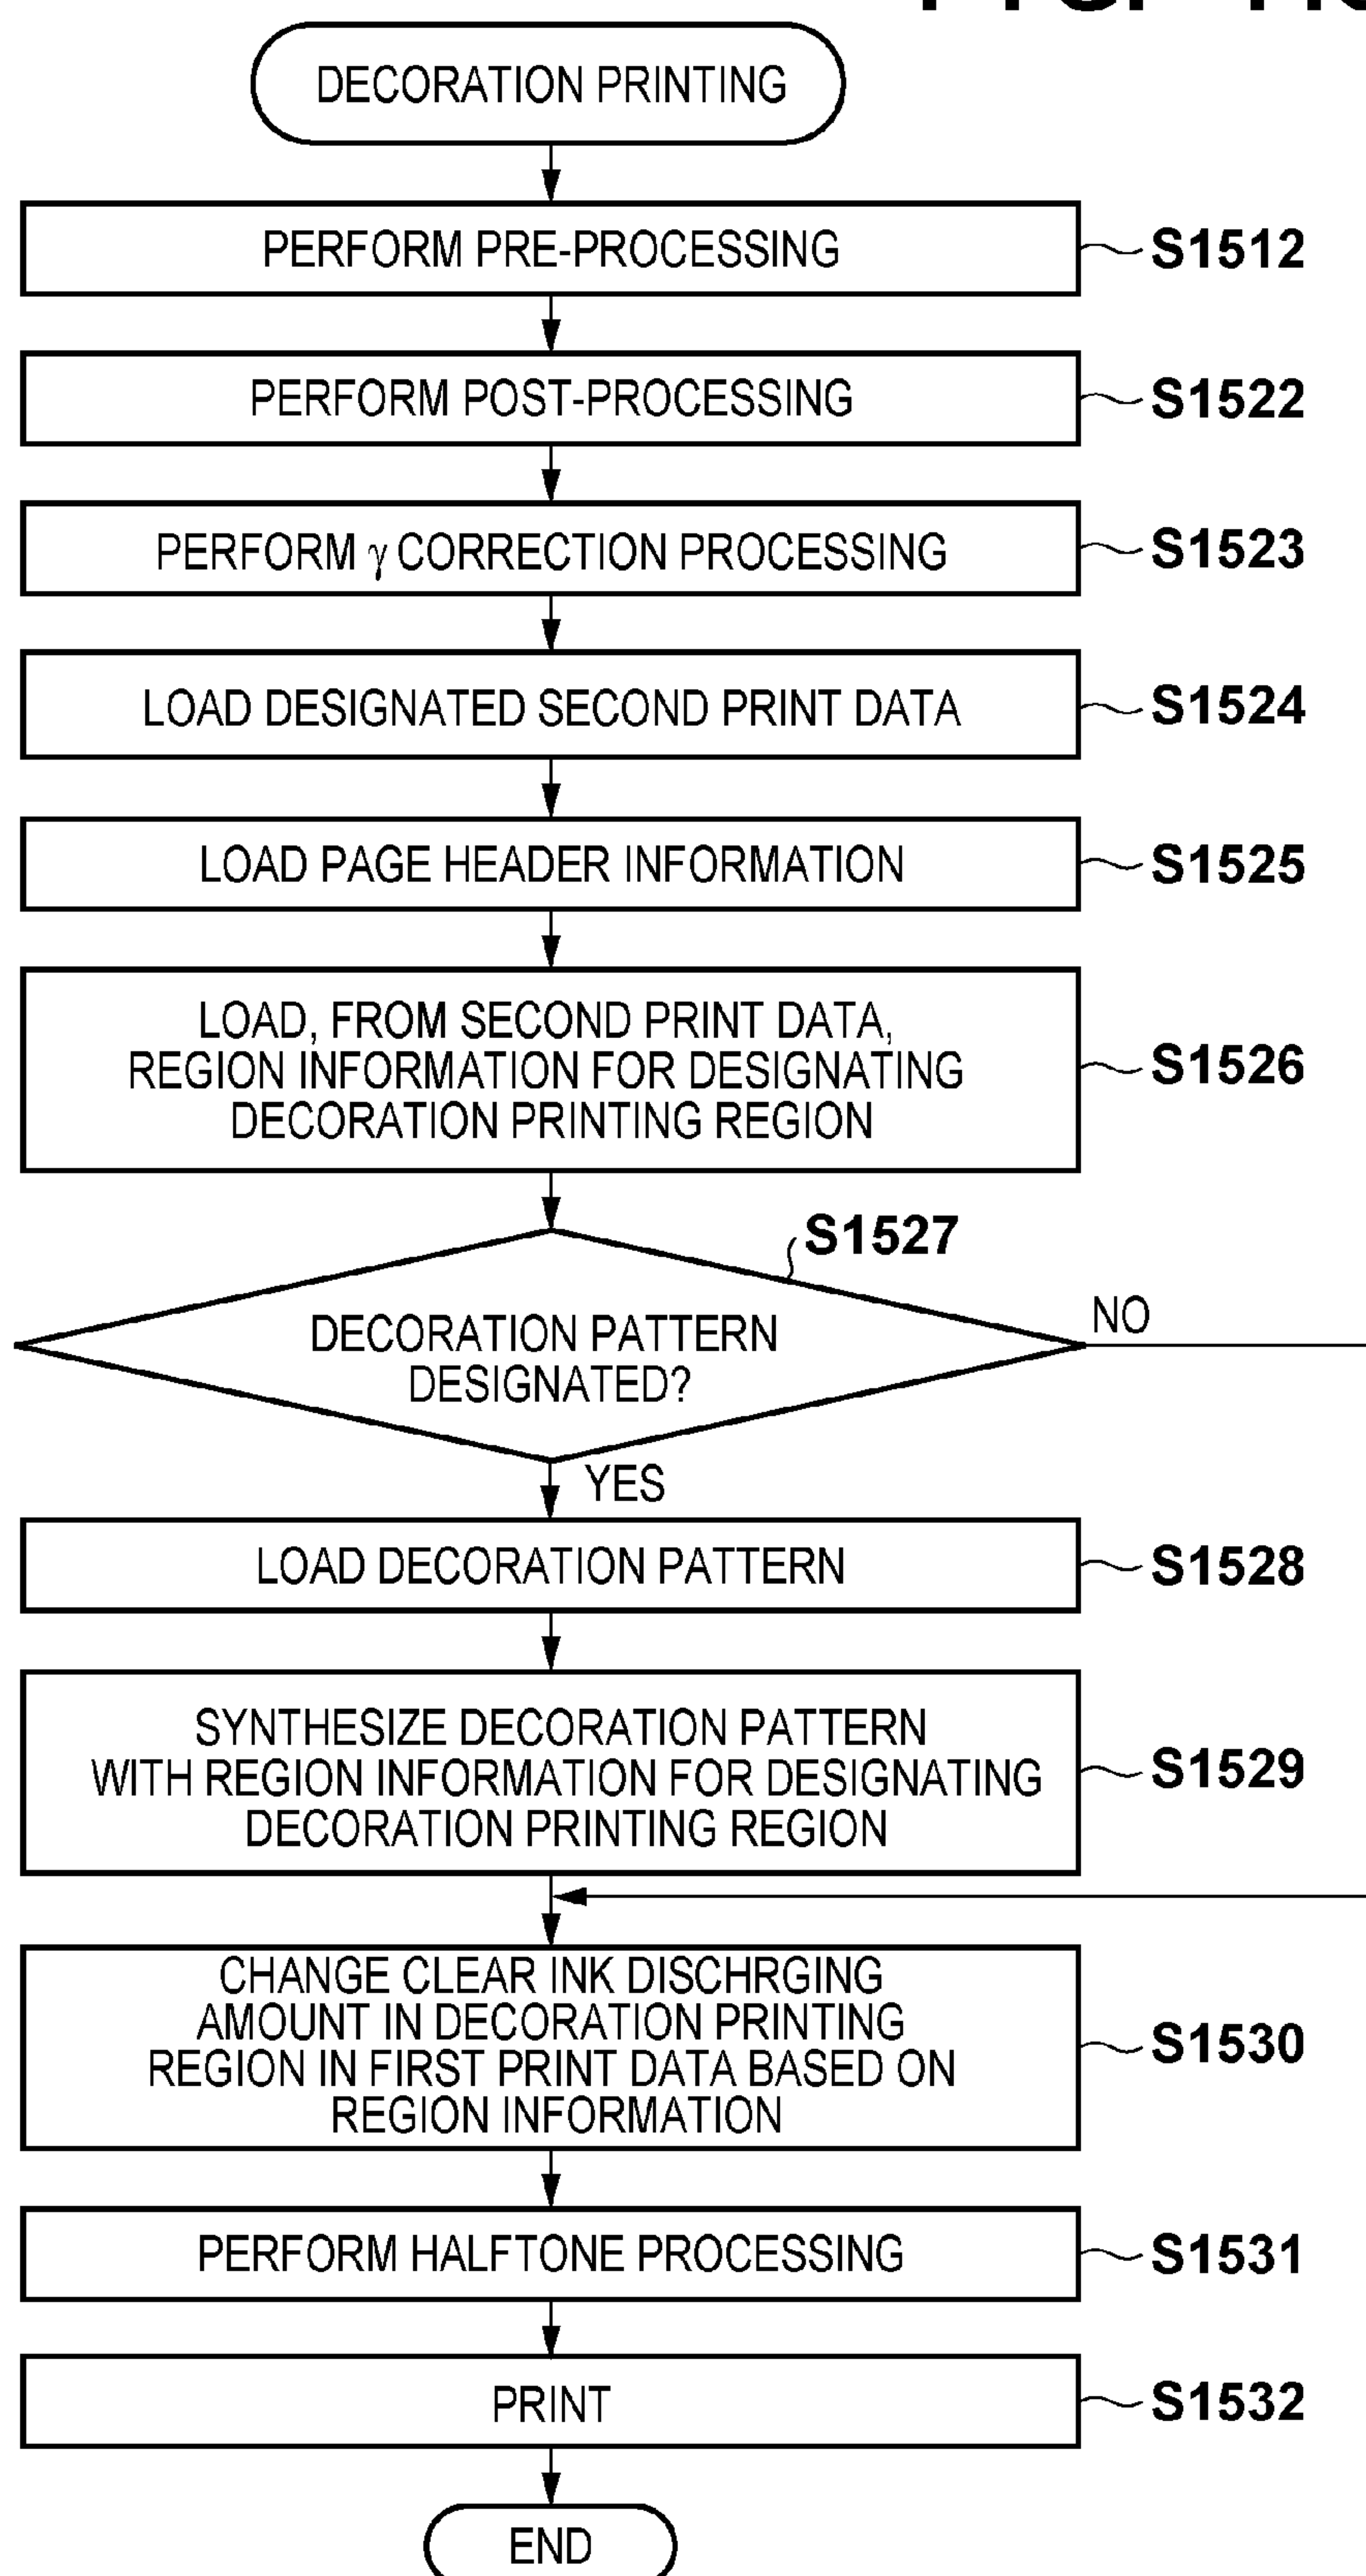 DECORATION PRINTING
PERFORM PRE-PROCESSING
S1512
PERFORM POST-PROCESSING
S1522
PERFORM γ CORRECTION PROCESSING
S1523
LOAD DESIGNATED SECOND PRINT DATA
S1524
LOAD PAGE HEADER INFORMATION
S1525
LOAD, FROM SECOND PRINT DATA,
REGION INFORMATION FOR DESIGNATING
DECORATION PRINTING REGION
S1526
S1527
DECORATION PATTERN
DESIGNATED?
NO
YES
LOAD DECORATION PATTERN
S1528
SYNTHESIZE DECORATION PATTERN
WITH REGION INFORMATION FOR DESIGNATING
DECORATION PRINTING REGION
S1529
CHANGE CLEAR INK DISCHRGING
AMOUNT IN DECORATION PRINTING
REGION IN FIRST PRINT DATA BASED ON
REGION INFORMATION
S1530
PERFORM HALFTONE PROCESSING
S1531
PRINT
S1532
END